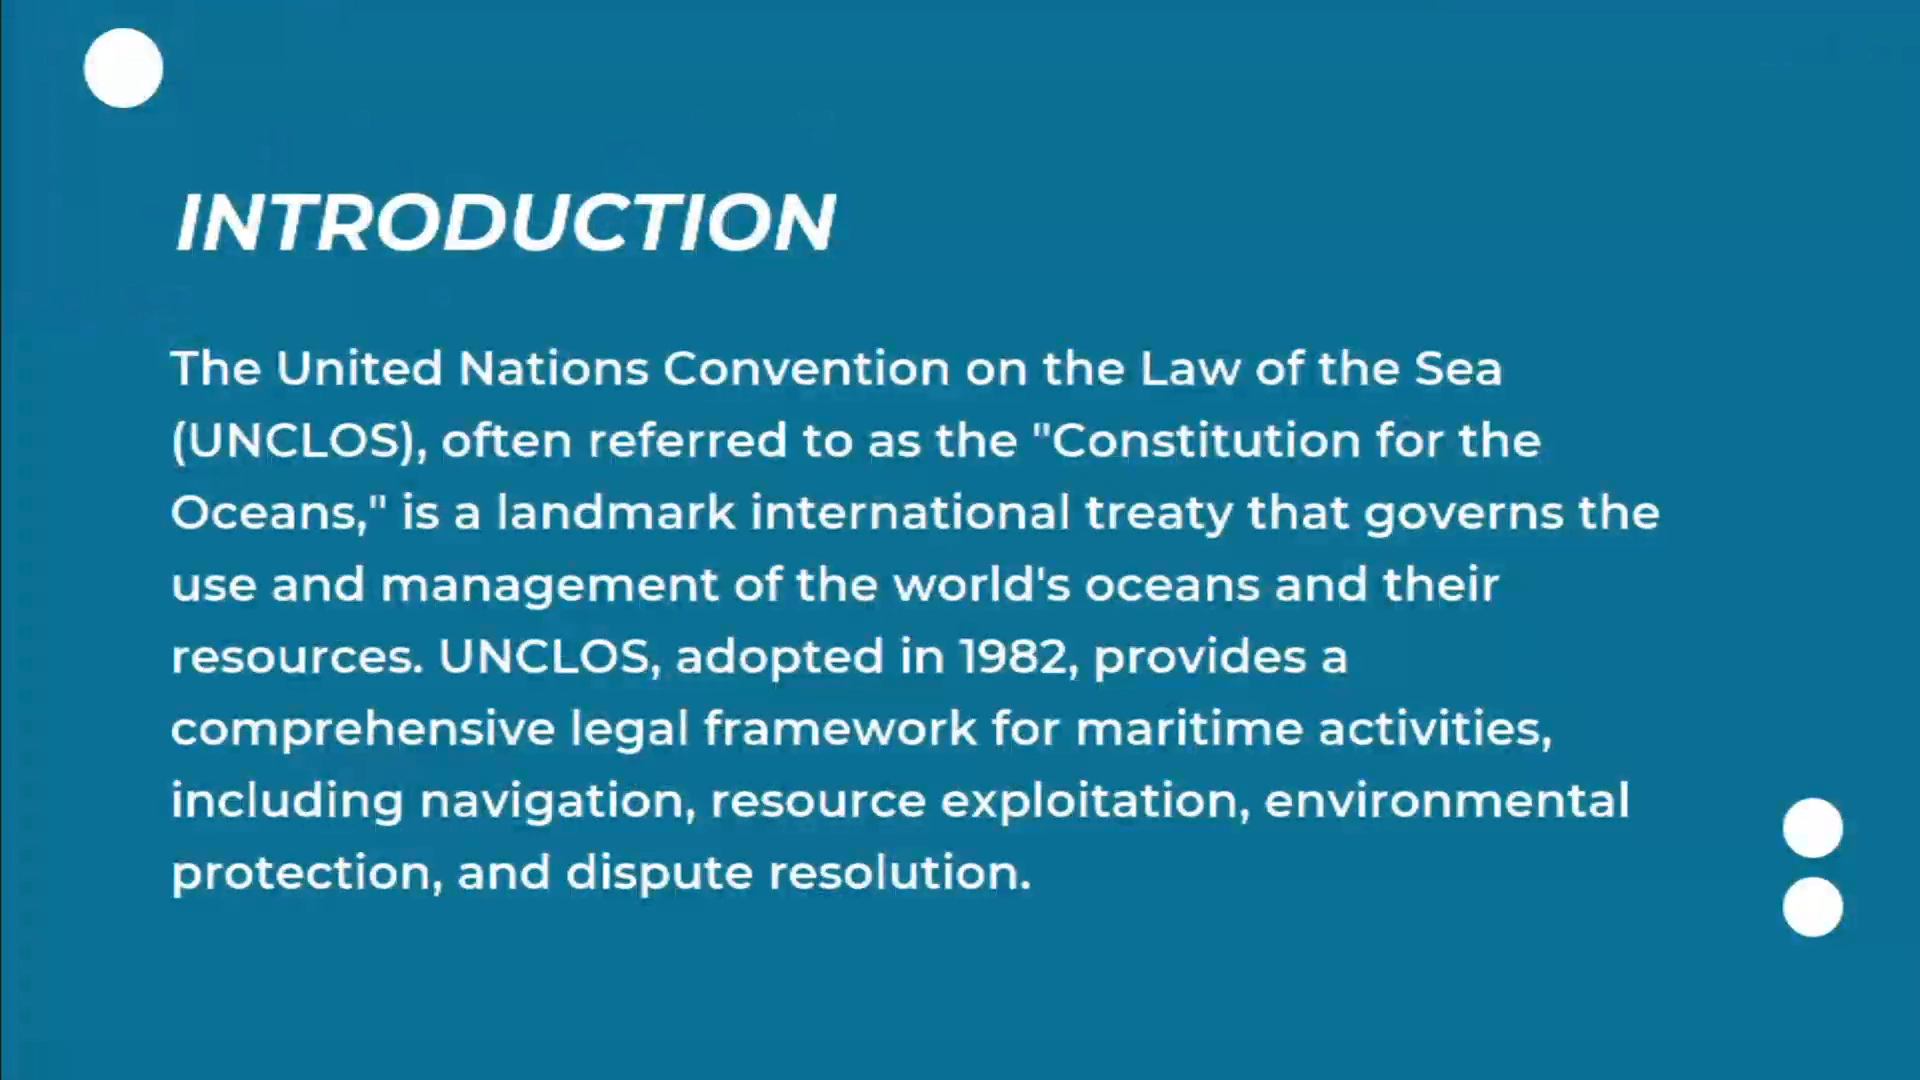 INTRODUCTION
The United Nations Convention on the Law of the Sea
(UNCLOS), often referred to as the "Constitution for the
Oceans," is a landmark international treaty that governs the
use and management of the world's oceans and their
resources. UNCLOS, adopted in 1982, provides a
comprehensive legal framework for maritime activities,
including navigation, resource exploitation, environmental
protection, and dispute resolution.